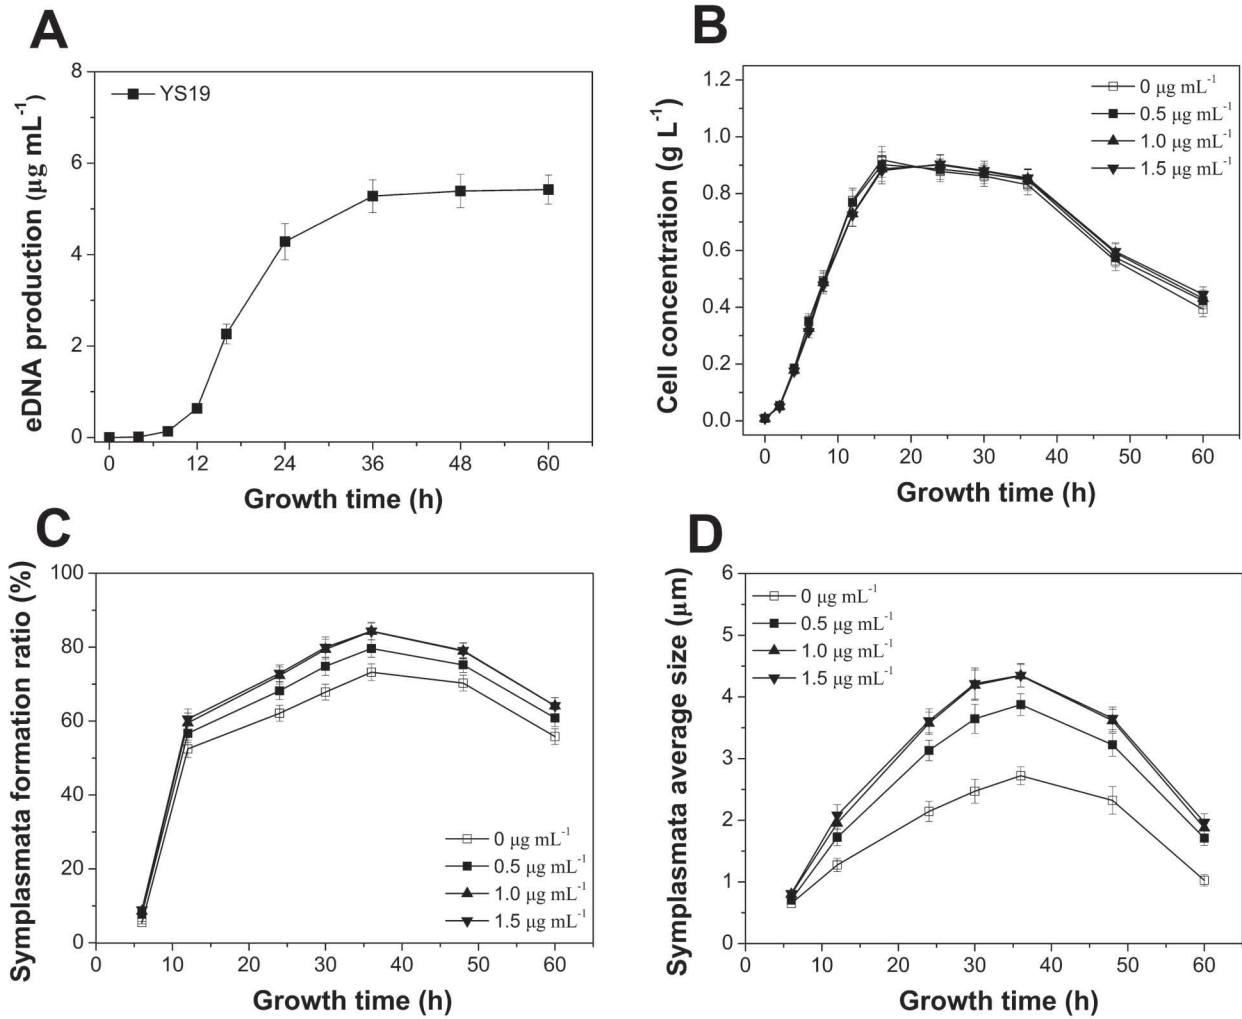 A
eDNA production (μg mL-1)
8
6
4
2
0
YS19
0 12 24 36 48 60
Growth time (h)
B
Cell concentration (g L-1)
1.2
1.0
0.8
0.6
0.4
0.2
0.0
0 μg mL-1
0.5 μg mL-1
1.0 μg mL-1
1.5 μg mL-1
0 10 20 30 40 50 60
Growth time (h)
C
Symplasmata formation ratio (%)
100
80
60
40
20
0
0 μg mL-1
0.5 μg mL-1
1.0 μg mL-1
1.5 μg mL-1
0 10 20 30 40 50 60
Growth time (h)
D
Symplasmata average size (μm)
6
5
4
3
2
1
0
0 μg mL-1
0.5 μg mL-1
1.0 μg mL-1
1.5 μg mL-1
0 10 20 30 40 50 60
Growth time (h)